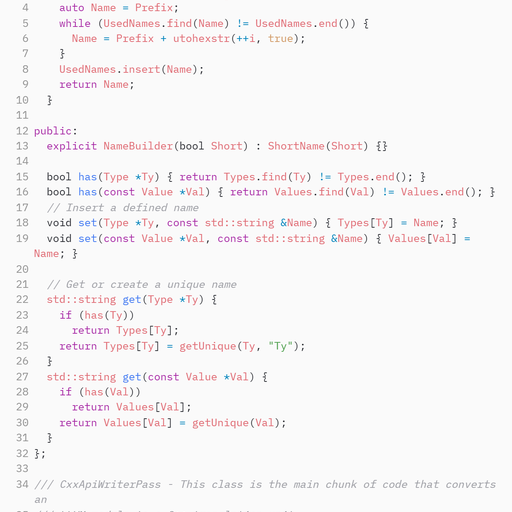 4 auto Name = Prefix;
5 while (UsedNames.find(Name) != UsedNames.end()) {
6 Name = Prefix + utohexstr(++i, true);
7 }
8 UsedNames.insert(Name);
9 return Name;
10 }
11
12 public:
13 explicit NameBuilder(bool Short) : ShortName(Short) {}
14
15 bool has(Type *Ty) { return Types.find(Ty) != Types.end(); }
16 bool has(const Value *Val) { return Values.find(Val) != Values.end(); }
17 // Insert a defined name
18 void set(Type *Ty, const std::string &Name) { Types[Ty] = Name; }
19 void set(const Value *Val, const std::string &Name) { Values[Val] =
Name; }
20
21 // Get or create a unique name
22 std::string get(Type *Ty) {
23 if (has(Ty))
24 return Types[Ty];
25 return Types[Ty] = getUnique(Ty, "Ty");
26 }
27 std::string get(const Value *Val) {
28 if (has(Val))
29 return Values[Val];
30 return Values[Val] = getUnique(Val);
31 }
32 };
33
34 /// CxxApiWriterPass - This class is the main chunk of code that converts
an